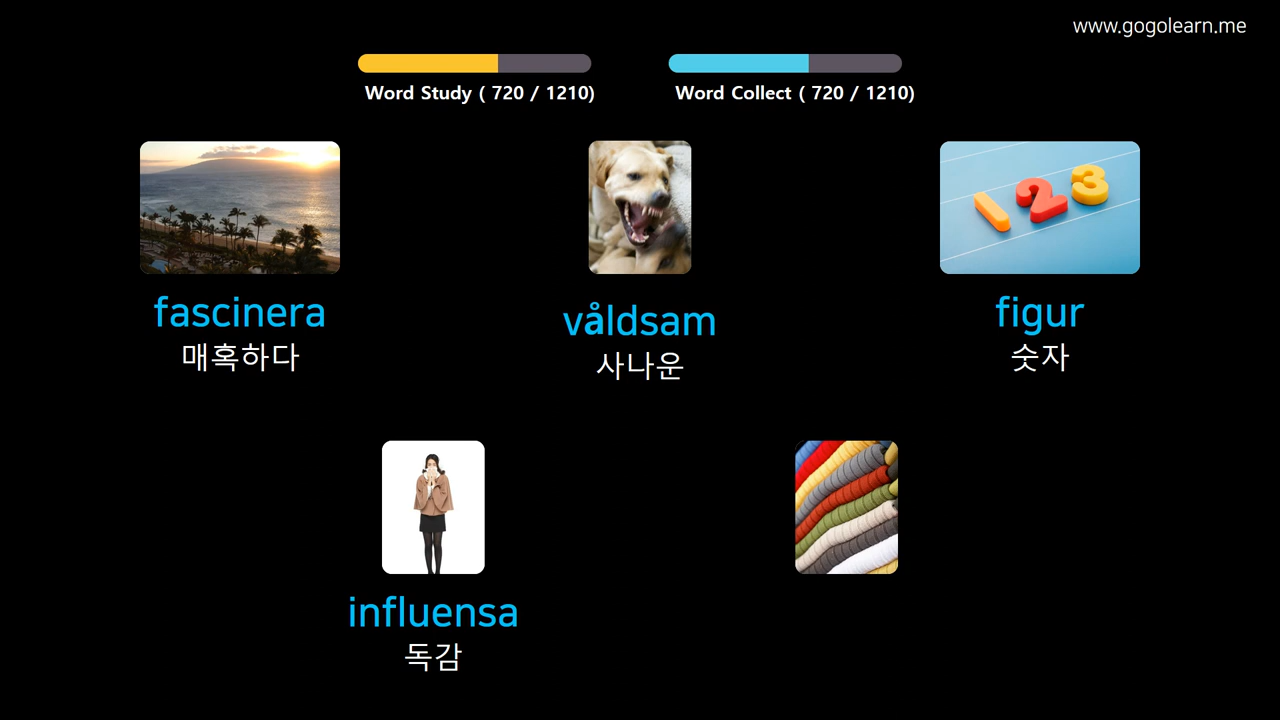 www.gogolearn.me
Word Study ( 720 / 1210)
Word Collect ( 720 / 1210)
fascinera
매혹하다
våldsam
사나운
figur
숫자
influensa
독감